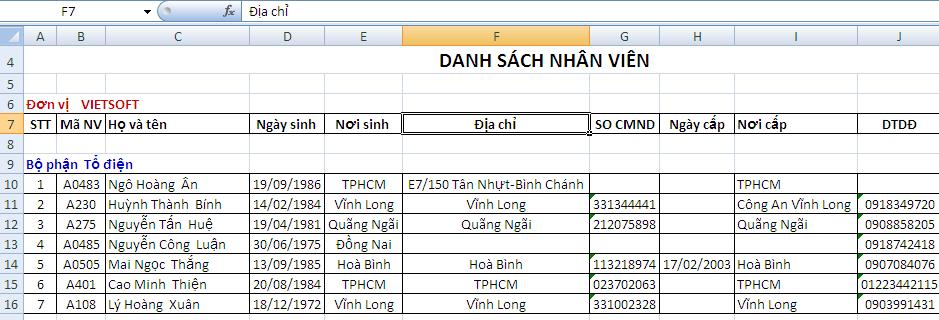 F7 fx Địa chỉ
A B C D E F G H I J
4 DANH SÁCH NHÂN VIÊN
5
6 Đơn vị VIETSOFT
7 STT Mã NV Họ và tên Ngày sinh Nơi sinh Địa chỉ SO CMND Ngày cấp Nơi cấp DTDĐ
8
9 Bộ phận Tổ điện
10 1 A0483 Ngô Hoàng Ân 19/09/1986 TPHCM E7/150 Tân Nhựt-Bình Chánh TPHCM
11 2 A230 Huỳnh Thành Bính 14/02/1984 Vĩnh Long Vĩnh Long 331344441 Công An Vĩnh Long 0918349720
12 3 A275 Nguyễn Tấn Huệ 19/04/1981 Quãng Ngãi Quãng Ngãi 212075898 Quãng Ngãi 0908858205
13 4 A0485 Nguyễn Công Luận 30/06/1975 Đồng Nai 0918742418
14 5 A0505 Mai Ngọc Thắng 13/09/1985 Hoà Bình Hoà Bình 113218974 17/02/2003 Hoà Bình 0907084076
15 6 A401 Cao Minh Thiện 20/08/1984 TPHCM TPHCM 023702063 TPHCM 01223442115
16 7 A108 Lý Hoàng Xuân 18/12/1972 Vĩnh Long Vĩnh Long 331002328 Vĩnh Long 0903991431